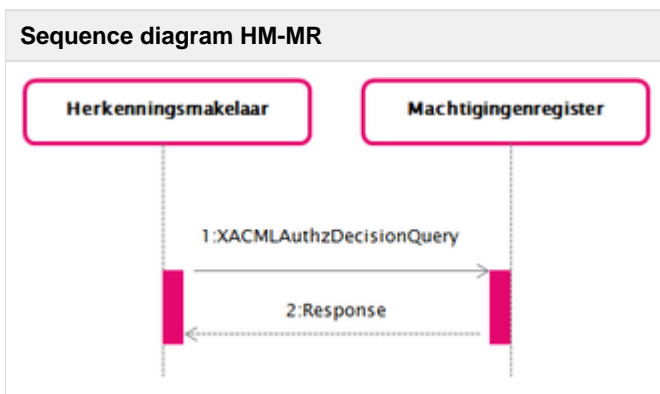 Sequence diagram HM-MR
Herkenningsmakelaar
Machtigingenregister
1:XACMLAuthzDecisionQuery
2:Response